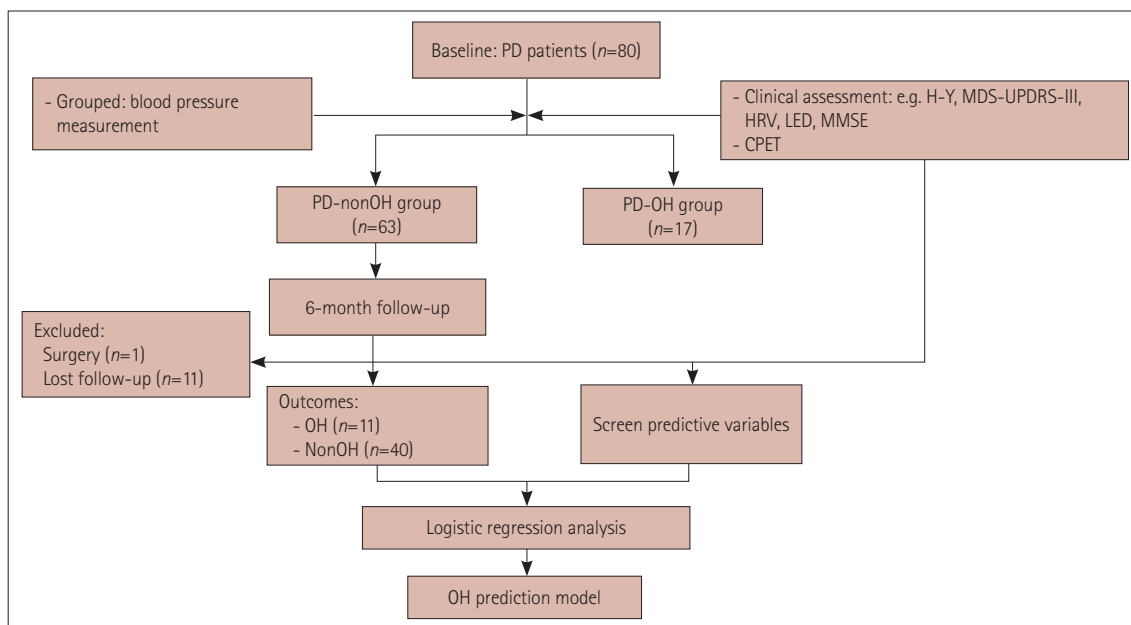 Baseline: PD patients (n=80)
- Grouped: blood pressure
measurement
- Clinical assessment: e.g. H-Y, MDS-UPDRS-III,
HRV, LED, MMSE
- CPET
PD-nonOH group
(n=63)
PD-OH group
(n=17)
6-month follow-up
Excluded:
Surgery (n=1)
Lost follow-up (n=11)
Outcomes:
- OH (n=11)
- NonOH (n=40)
Screen predictive variables
Logistic regression analysis
OH prediction model